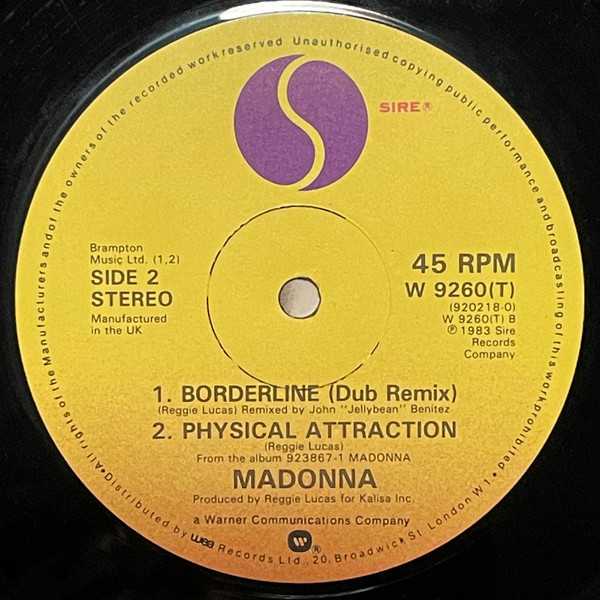 All rights of the Manufacturers and of the owners of the recorded work reserved Unauthorised copying public performance and broadcasting of this work prohibited •
SIRE®
Brampton
Music Ltd. (1,2)
SIDE 2
STEREO
Manufactured
in the UK
45 RPM
W 9260(T)
(920218-0)
W 9260(T) B
℗ 1983 Sire
Records
Company
1. BORDERLINE (Dub Remix)
(Reggie Lucas) Remixed by John "Jellybean" Benitez
2. PHYSICAL ATTRACTION
(Reggie Lucas)
From the album 923867-1 MADONNA
MADONNA
Produced by Reggie Lucas for Kalisa Inc.
a Warner Communications Company
W®
• Distributed by wea Records Ltd., 20, Broadwick St. London W1 •